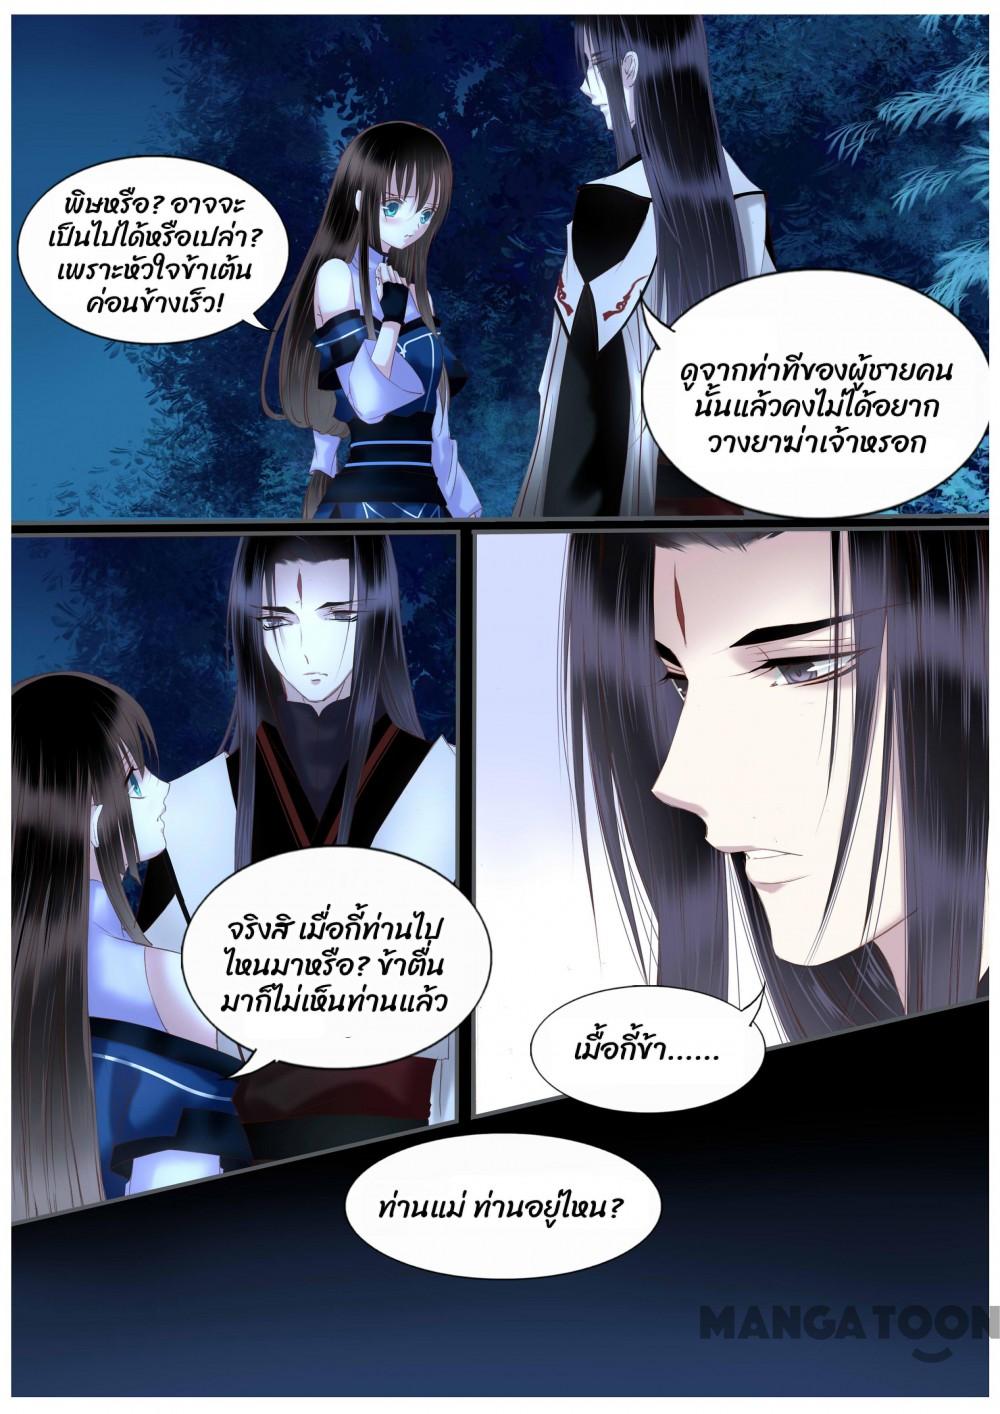 พิษหรือ? อาจจะ
เป็นไปได้หรือเปล่า?
เพราะหัวใจข้าเต้น
ค่อนข้างเร็ว!
ดูจากท่าทีของผู้ชายคน
นั้นแล้วคงไม่ได้อยาก
วางยาฆ่าเจ้าหรอก
จริงสิ เมื่อกี้ท่านไป
ไหนมาหรือ? ข้าตื่น
มาก็ไม่เห็นท่านแล้ว
เมื่อกี้ข้า......
ท่านแม่ ท่านอยู่ไหน?
MANGATOON